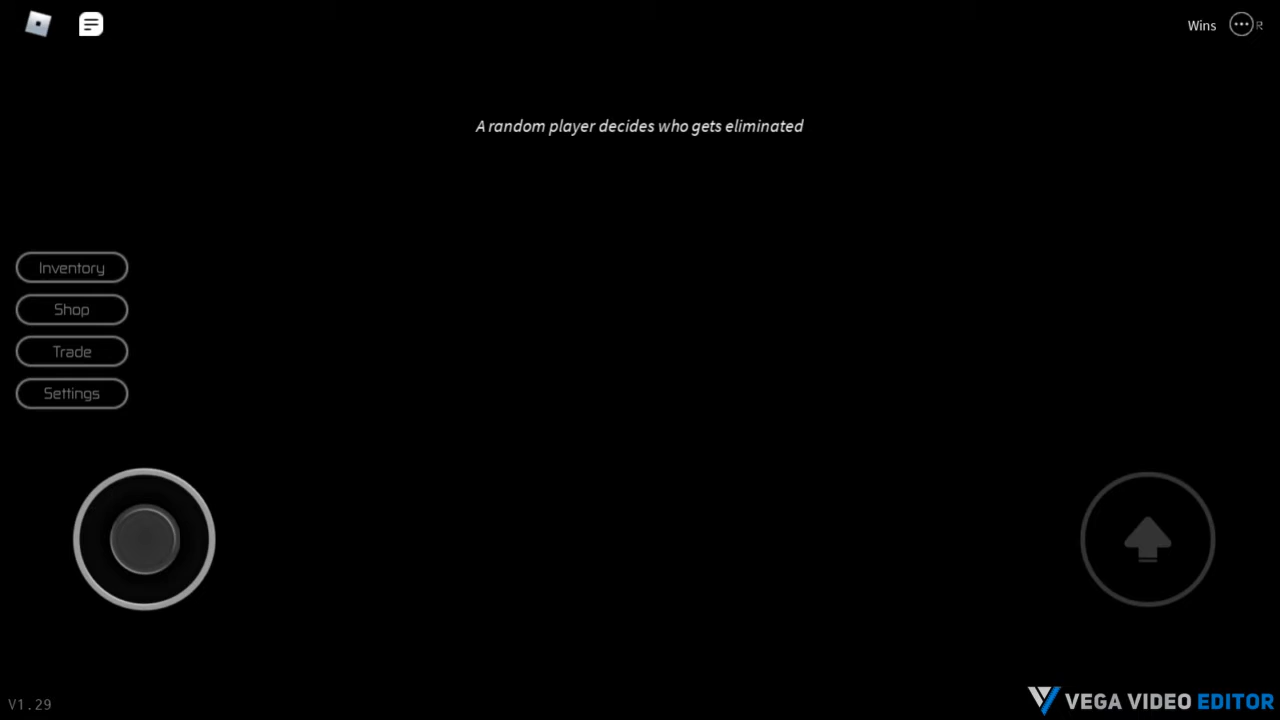 Wins
R
A random player decides who gets eliminated
Inventory
Shop
Trade
Settings
V1.29
VEGA VIDEO EDITOR